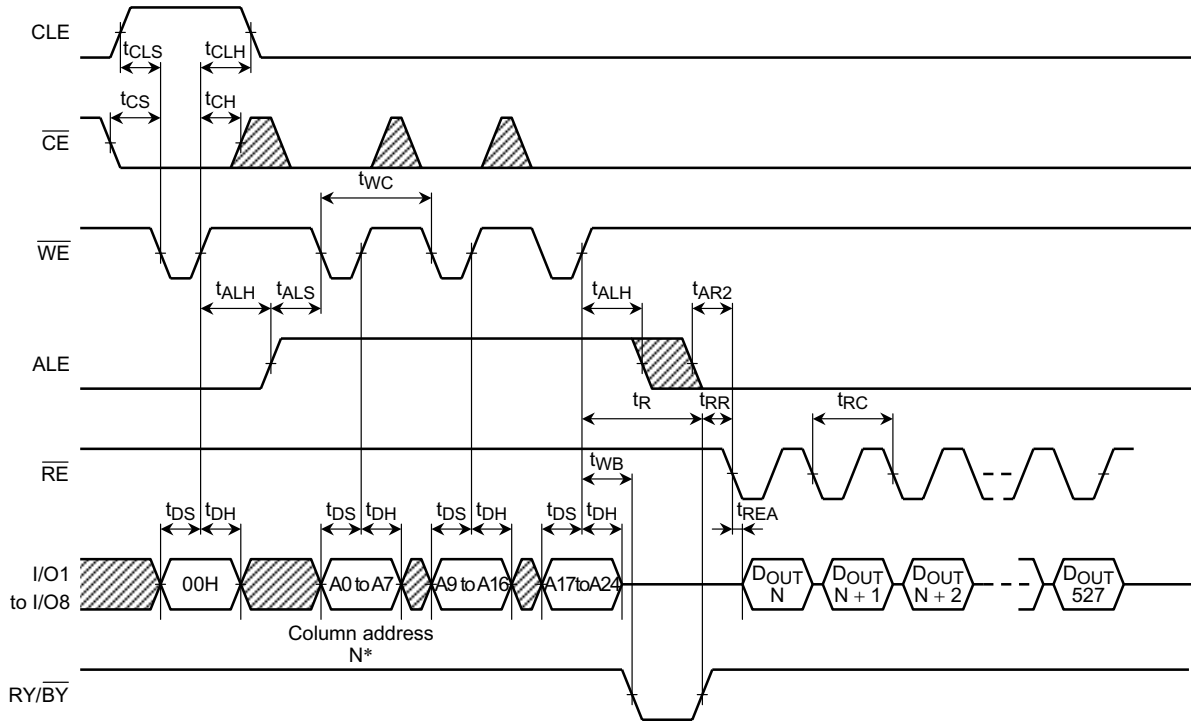 CLE
tCLS
tCLH
tCS
tCH
CE
tWC
WE
tALH
tALS
tALH
tAR2
ALE
tR
tRR
tRC
RE
tWB
tDS
tDH
tDS
tDH
tDS
tDH
tDS
tDH
tREA
I/O1
to I/O8
00H
A0 to A7
A9 to A16
A17 to A24
DOUT
N
DOUT
N + 1
DOUT
N + 2
DOUT
527
Column address
N*
RY/BY